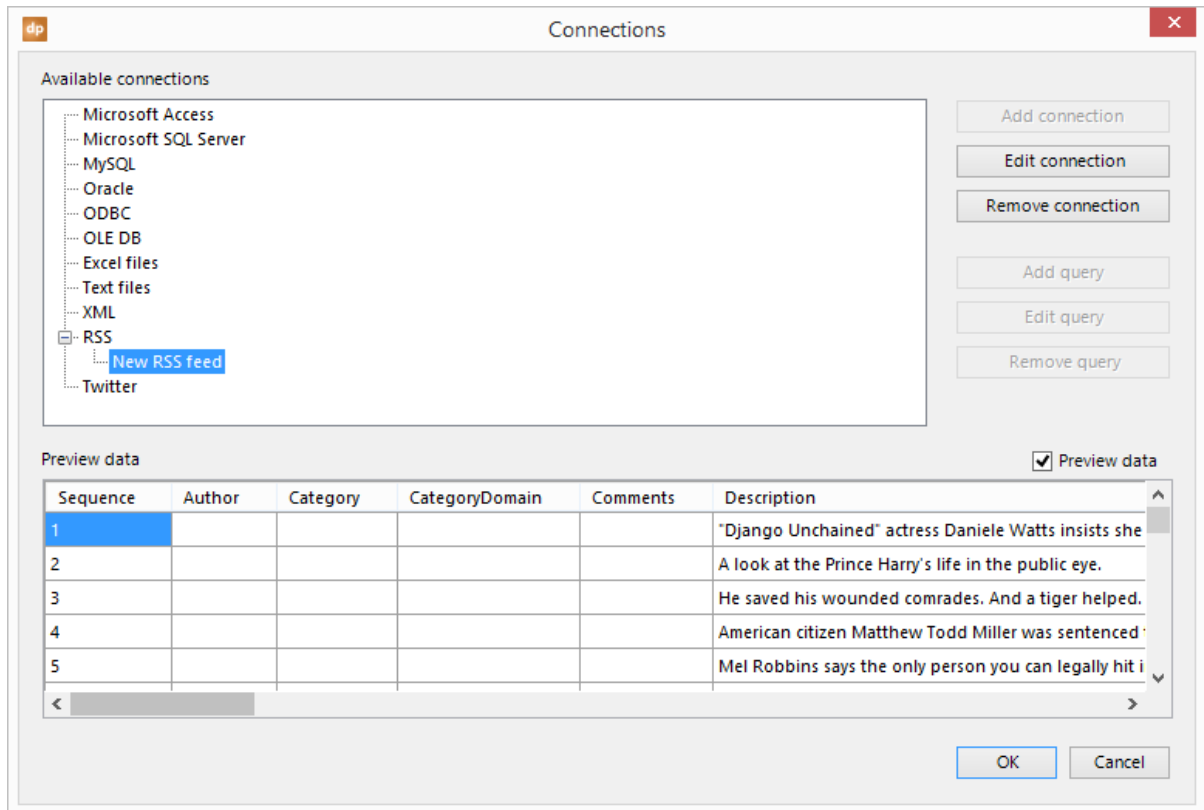 dp
Connections
Available connections
Microsoft Access
Microsoft SQL Server
MySQL
Oracle
ODBC
OLE DB
Excel files
Text files
XML
RSS
New RSS feed
Twitter
Add connection
Edit connection
Remove connection
Add query
Edit query
Remove query
Preview data
Preview data
Sequence Author Category CategoryDomain Comments Description
1 "Django Unchained" actress Daniele Watts insists she
2 A look at the Prince Harry's life in the public eye.
3 He saved his wounded comrades. And a tiger helped.
4 American citizen Matthew Todd Miller was sentenced
5 Mel Robbins says the only person you can legally hit i
OK Cancel